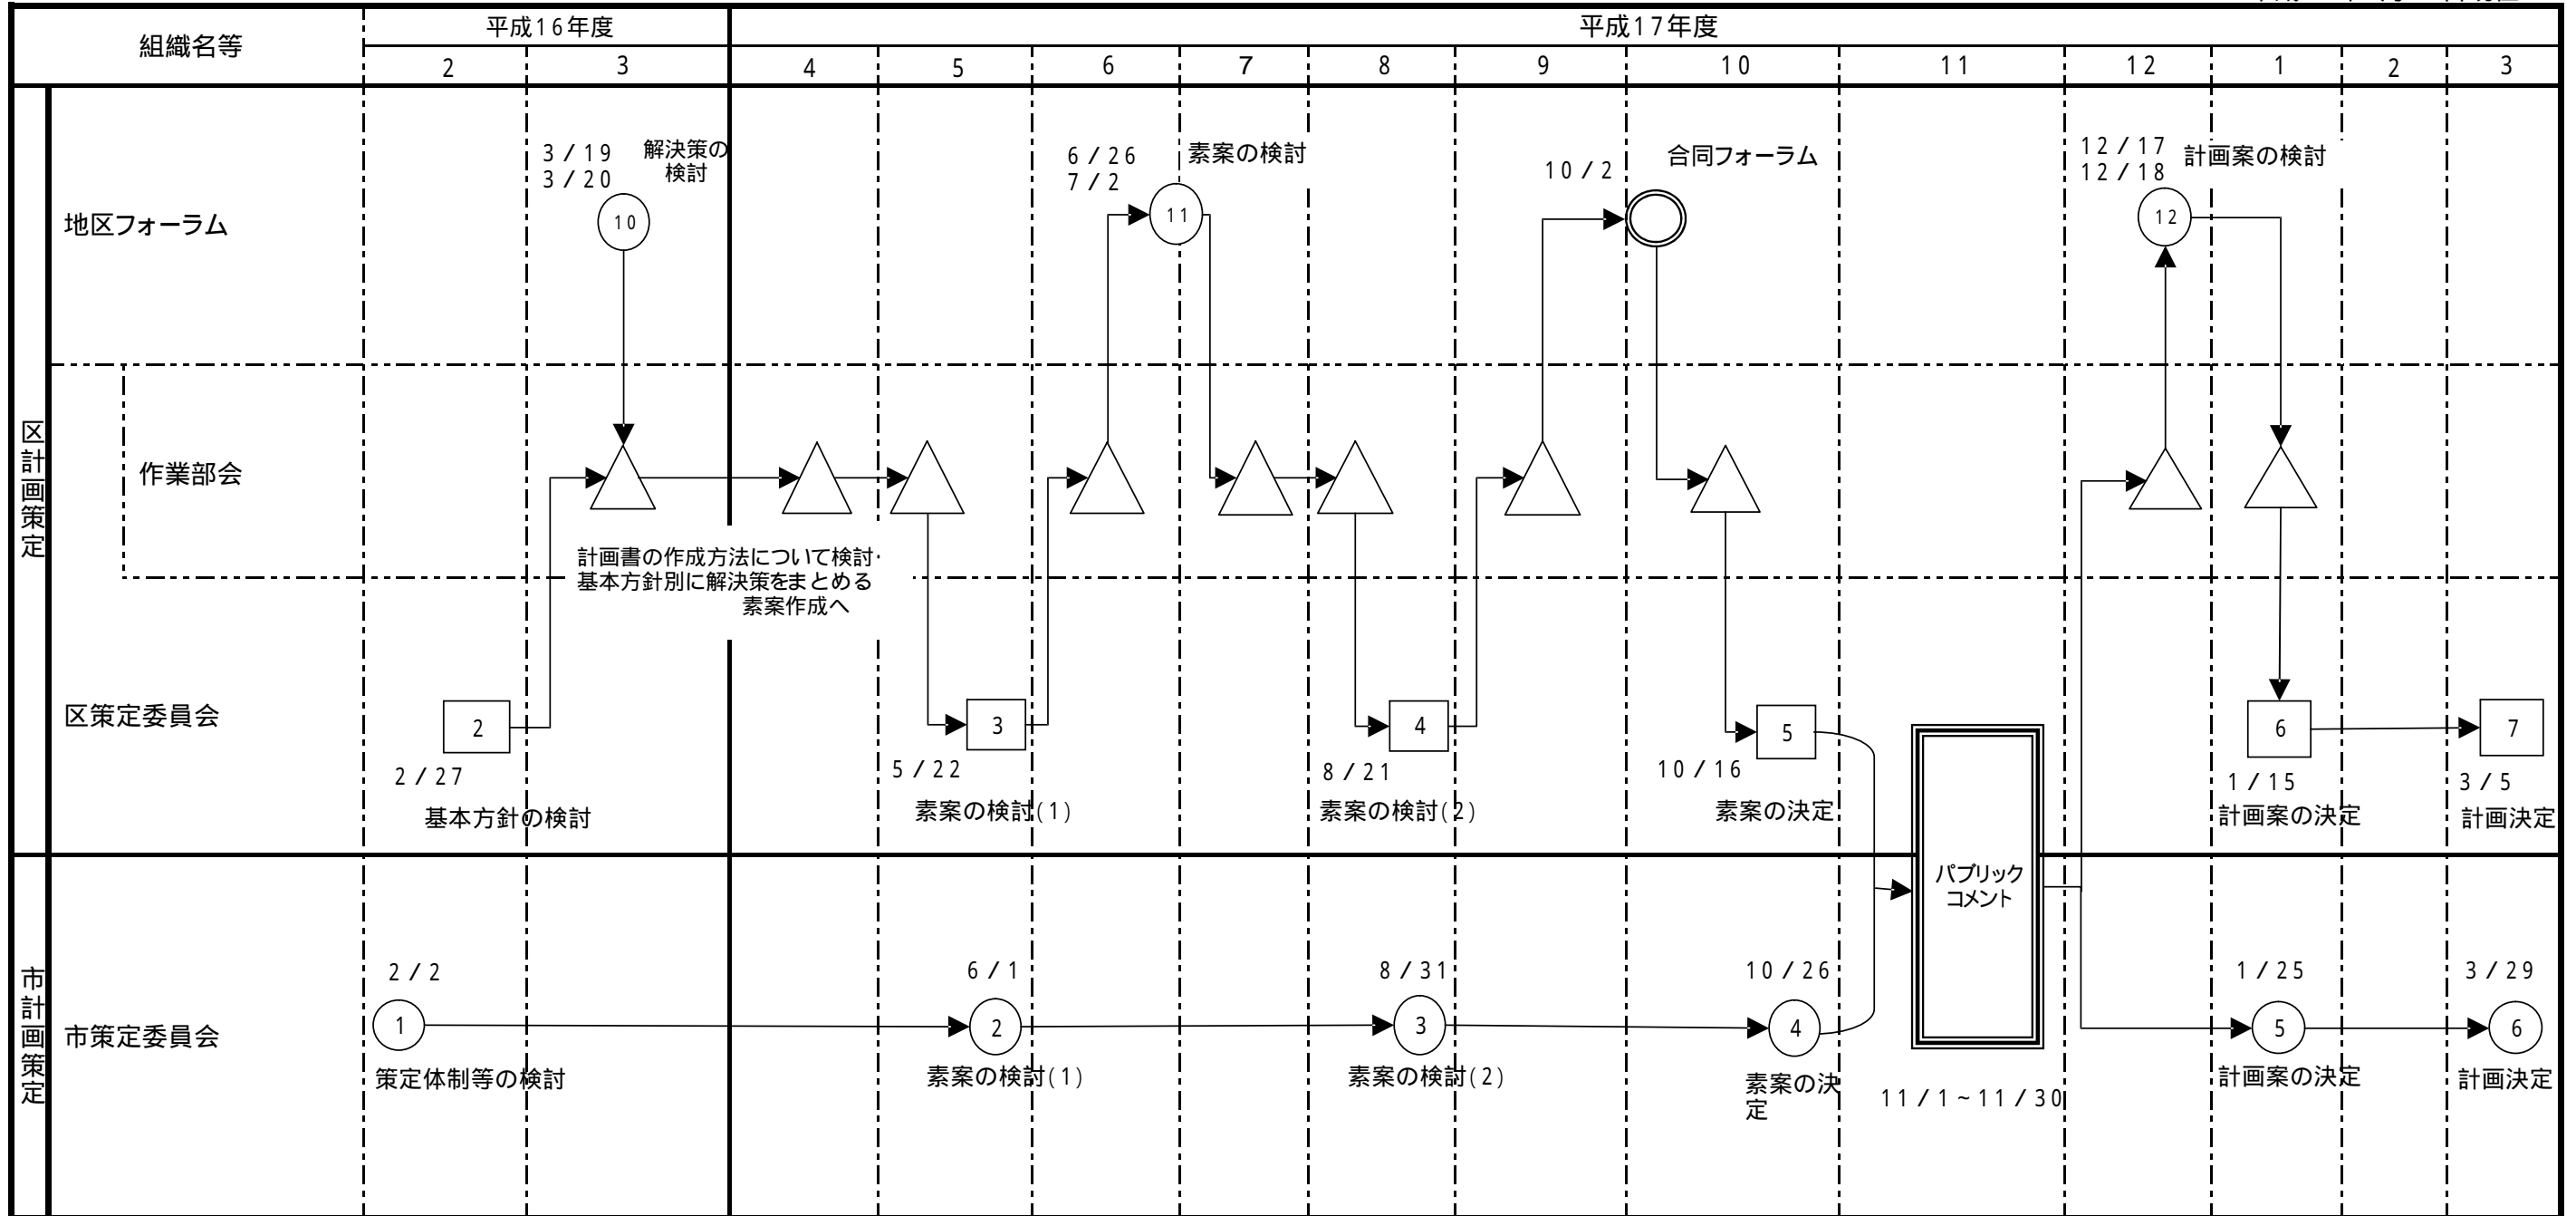 組織名等
平成16年度
平成17年度
2
3
4
5
6
7
8
9
10
11
12
1
2
3
区計画策定
地区フォーラム
3/19
3/20
解決策の
検討
10
6/26
7/2
素案の検討
11
10/2
合同フォーラム
12/17
12/18
計画案の検討
12
作業部会
計画書の作成方法について検討・
基本方針別に解決策をまとめる
素案作成へ
区策定委員会
2
2/27
基本方針の検討
3
5/22
素案の検討(1)
4
8/21
素案の検討(2)
5
10/16
素案の決定
6
1/15
計画案の決定
7
3/5
計画決定
パブリック
コメント
11/1~11/30
市計画策定
市策定委員会
2/2
1
策定体制等の検討
6/1
2
素案の検討(1)
8/31
3
素案の検討(2)
10/26
4
素案の決
定
1/25
5
計画案の決定
3/29
6
計画決定